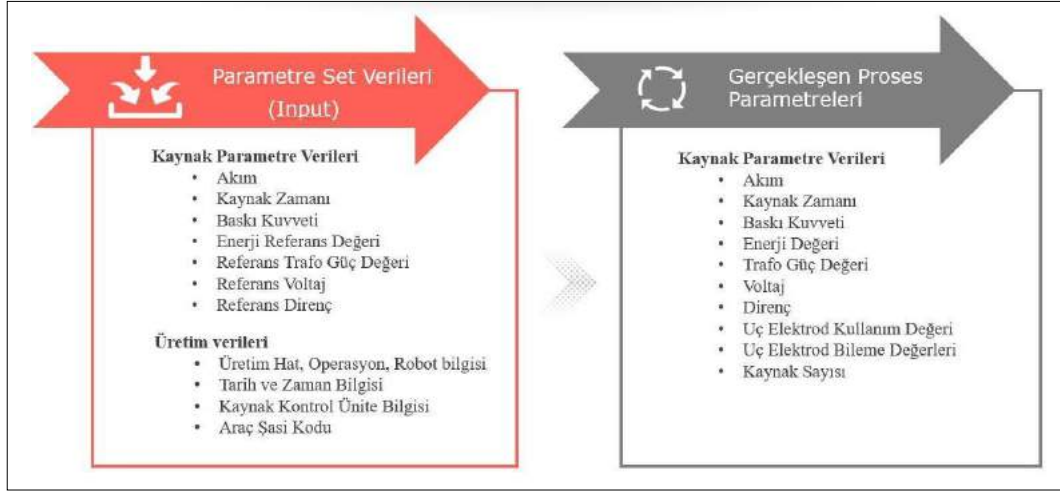 Parametre Set Verileri
(Input)
Kaynak Parametre Verileri
• Akım
• Kaynak Zamanı
• Baskı Kuvveti
• Enerji Referans Değeri
• Referans Trafo Güç Değeri
• Referans Voltaj
• Referans Direnç
Üretim verileri
• Üretim Hat, Operasyon, Robot bilgisi
• Tarih ve Zaman Bilgisi
• Kaynak Kontrol Ünite Bilgisi
• Araç Şasi Kodu
Gerçekleşen Proses
Parametreleri
Kaynak Parametre Verileri
• Akım
• Kaynak Zamanı
• Baskı Kuvveti
• Enerji Değeri
• Trafo Güç Değeri
• Voltaj
• Direnç
• Uç Elektrod Kullanım Değeri
• Uç Elektrod Bileme Değerleri
• Kaynak Sayısı